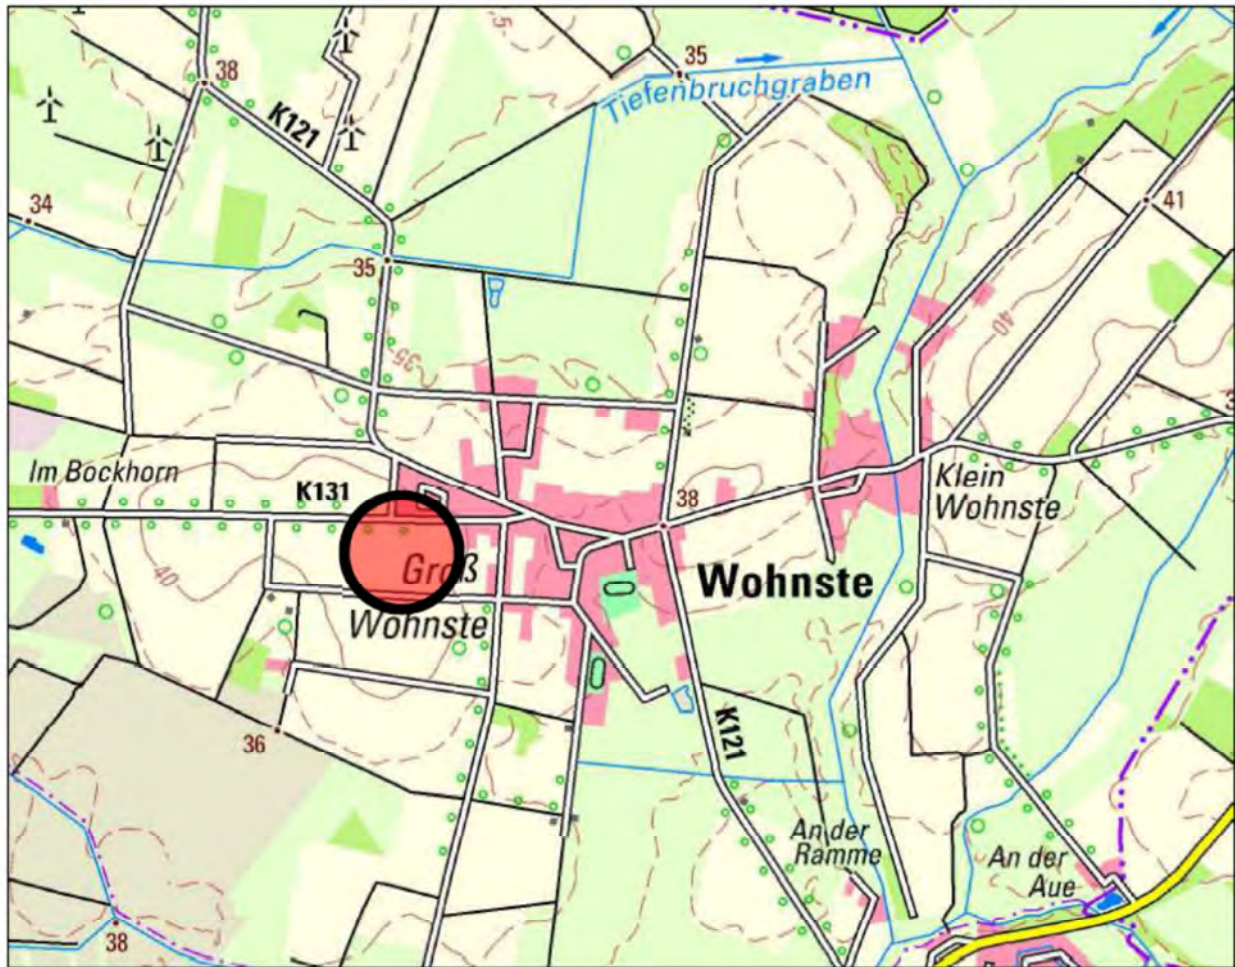 35
38
Tiefenbruchgraben
K121
34
41
35
40
35
Im Bockhorn
K131
Klein
Wohnste
38
40
Groß
Wohnste
Wohnste
K121
36
An der
Ramme
An der
Aue
38